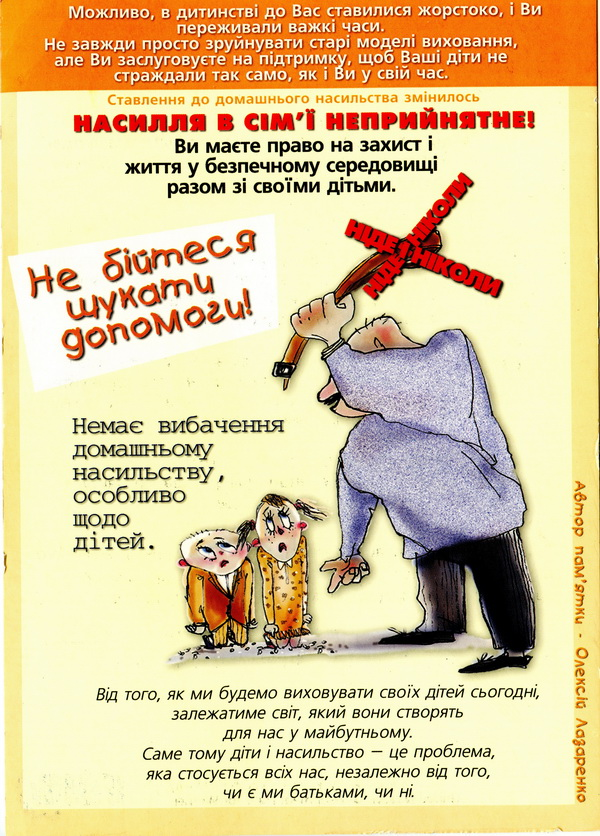 Можливо, в дитинстві до Вас ставилися жорстоко, і Ви
переживали важкі часи.
Не завжди просто зруйнувати старі моделі виховання,
але Ви заслуговуєте на підтримку, щоб Ваші діти не
страждали так само, як і Ви у свій час.
Ставлення до домашнього насильства змінилось
НАСИЛЛЯ В СІМ'Ї НЕПРИЙНЯТНЕ!
Ви маєте право на захист і
життя у безпечному середовищі
разом зі своїми дітьми.
НІДЕ І НІКОЛИ
НІДЕ І НІКОЛИ
Не бійтеся
шукати
допомоги!
Немає вибачення
домашньому
насильству,
особливо
щодо
дітей.
Автор пам'ятки - Олексій Лазаренко
Від того, як ми будемо виховувати своїх дітей сьогодні,
залежатиме світ, який вони створять
для нас у майбутньому.
Саме тому діти і насильство – це проблема,
яка стосується всіх нас, незалежно від того,
чи є ми батьками, чи ні.